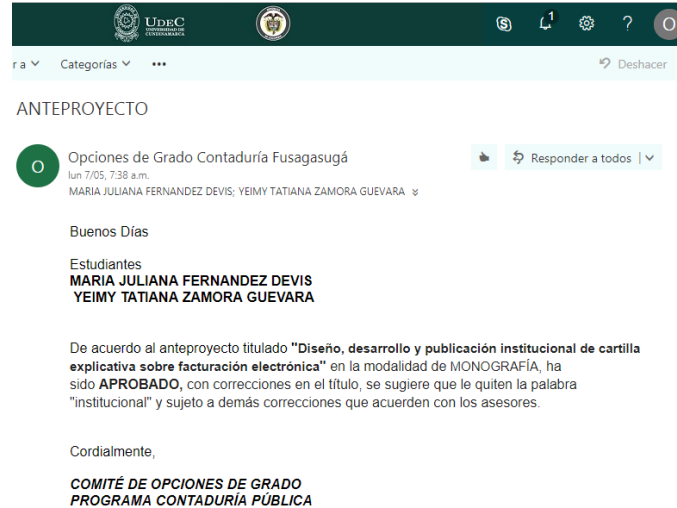 UDEC
UNIVERSIDAD DE
CUNDINAMARCA
1
O
r a Categorías ••• Deshacer
ANTEPROYECTO
O
Opciones de Grado Contaduría Fusagasugá
Responder a todos
lun 7/05, 7:38 a.m.
MARIA JULIANA FERNANDEZ DEVIS; YEIMY TATIANA ZAMORA GUEVARA
Buenos Días
Estudiantes
MARIA JULIANA FERNANDEZ DEVIS
YEIMY TATIANA ZAMORA GUEVARA
De acuerdo al anteproyecto titulado "Diseño, desarrollo y publicación institucional de cartilla
explicativa sobre facturación electrónica" en la modalidad de MONOGRAFÍA, ha
sido APROBADO, con correcciones en el título, se sugiere que le quiten la palabra
"institucional" y sujeto a demás correcciones que acuerden con los asesores.
Cordialmente,
COMITÉ DE OPCIONES DE GRADO
PROGRAMA CONTADURÍA PÚBLICA